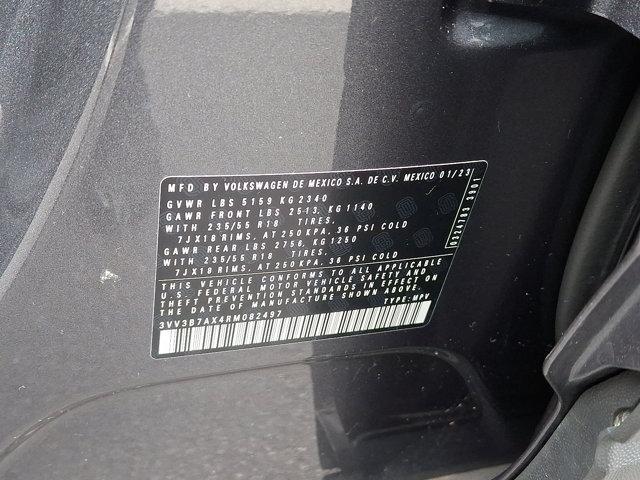 MFD BY VOLKSWAGEN DE MEXICO S.A. DE C.V. MEXICO 01/23
GVWR LBS 5159 KG 2340
GAWR FRONT LBS 2513, KG 1140
WITH 235/55 R18 TIRES.
7JX18 RIMS, AT 250 KPA, 36 PSI COLD
GAWR REAR LBS 2756, KG 1250
WITH 235/55 R18 TIRES.
7JX18 RIMS, AT 250 KPA, 36 PSI COLD
THIS VEHICLE CONFORMS TO ALL APPLICABLE
U.S. FEDERAL MOTOR VEHICLE SAFETY AND
THEFT PREVENTION STANDARDS IN EFFECT ON
THE DATE OF MANUFACTURE SHOWN ABOVE
3VV3B7AX4RM082497 TYPE: MPV